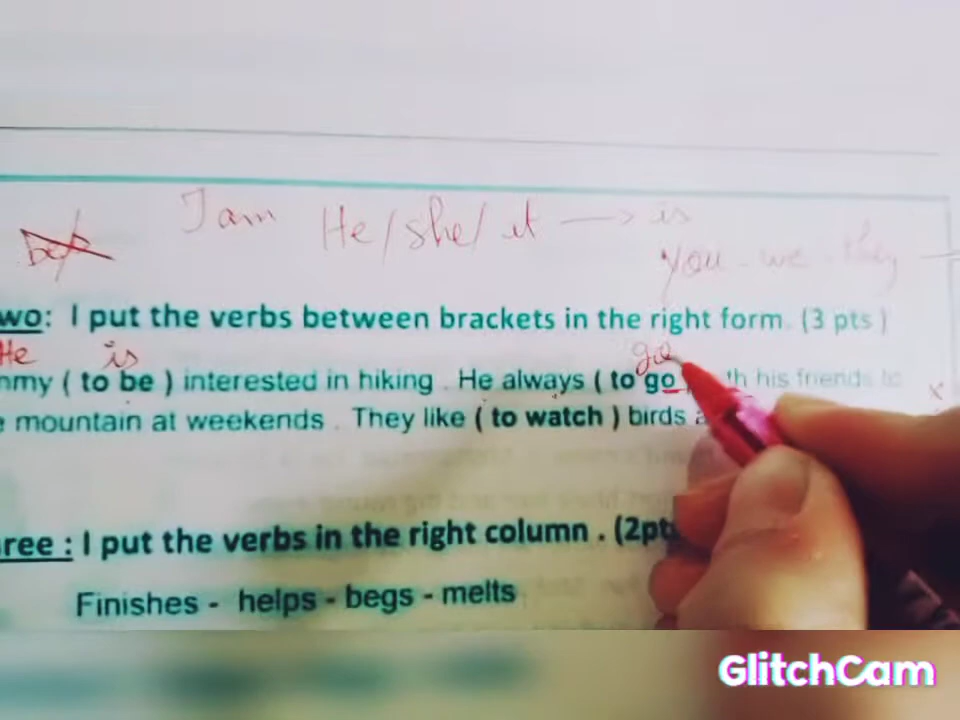 I am He/she/it → is
you - we - they
wo: I put the verbs between brackets in the right form. (3 pts)
He is go
mmy ( to be ) interested in hiking . He always ( to go th his friends to
e mountain at weekends . They like ( to watch ) birds a
ree : I put the verbs in the right column . (2pt
Finishes - helps - begs - melts
GlitchCam